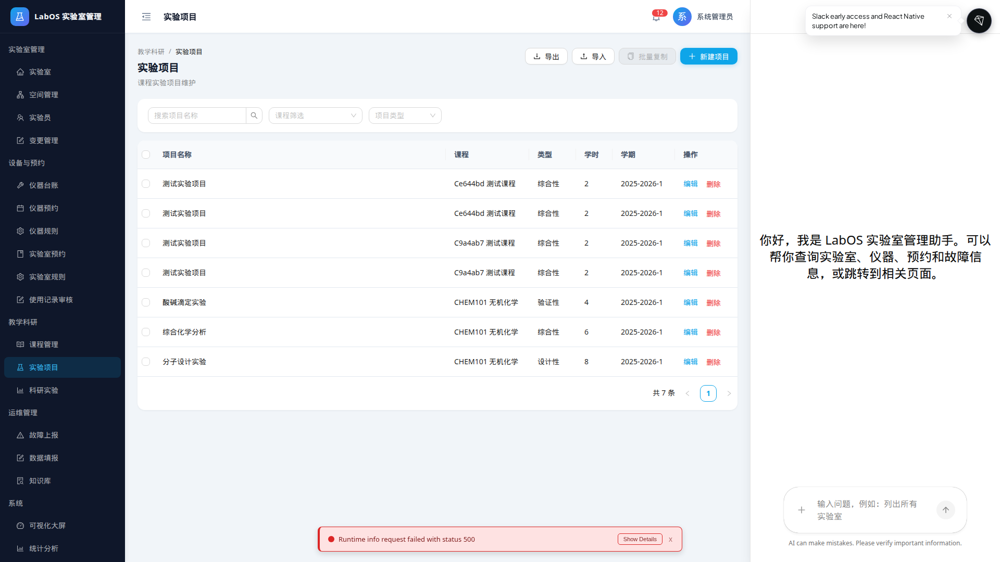 LabOS 实验室管理
实验室管理
实验室
空间管理
实验员
变更管理
设备与预约
仪器台账
仪器预约
仪器规则
实验室预约
实验室规则
使用记录审核
教学科研
课程管理
实验项目
科研实验
运维管理
故障上报
数据填报
知识库
系统
可视化大屏
统计分析
实验项目
12
系 系统管理员
教学科研 / 实验项目
实验项目
课程实验项目维护
导出 导入 批量复制 新建项目
搜索项目名称 课程筛选 项目类型
项目名称 课程 类型 学时 学期 操作
测试实验项目 Ce644bd 测试课程 综合性 2 2025-2026-1 编辑 删除
测试实验项目 Ce644bd 测试课程 综合性 2 2025-2026-1 编辑 删除
测试实验项目 C9a4ab7 测试课程 综合性 2 2025-2026-1 编辑 删除
测试实验项目 C9a4ab7 测试课程 综合性 2 2025-2026-1 编辑 删除
酸碱滴定实验 CHEM101 无机化学 验证性 4 2025-2026-1 编辑 删除
综合化学分析 CHEM101 无机化学 综合性 6 2025-2026-1 编辑 删除
分子设计实验 CHEM101 无机化学 设计性 8 2025-2026-1 编辑 删除
共 7 条 1
Runtime info request failed with status 500 Show Details X
Slack early access and React Native
support are here!
你好，我是 LabOS 实验室管理助手。可以
帮你查询实验室、仪器、预约和故障信
息，或跳转到相关页面。
输入问题，例如：列出所有
实验室
AI can make mistakes. Please verify important information.